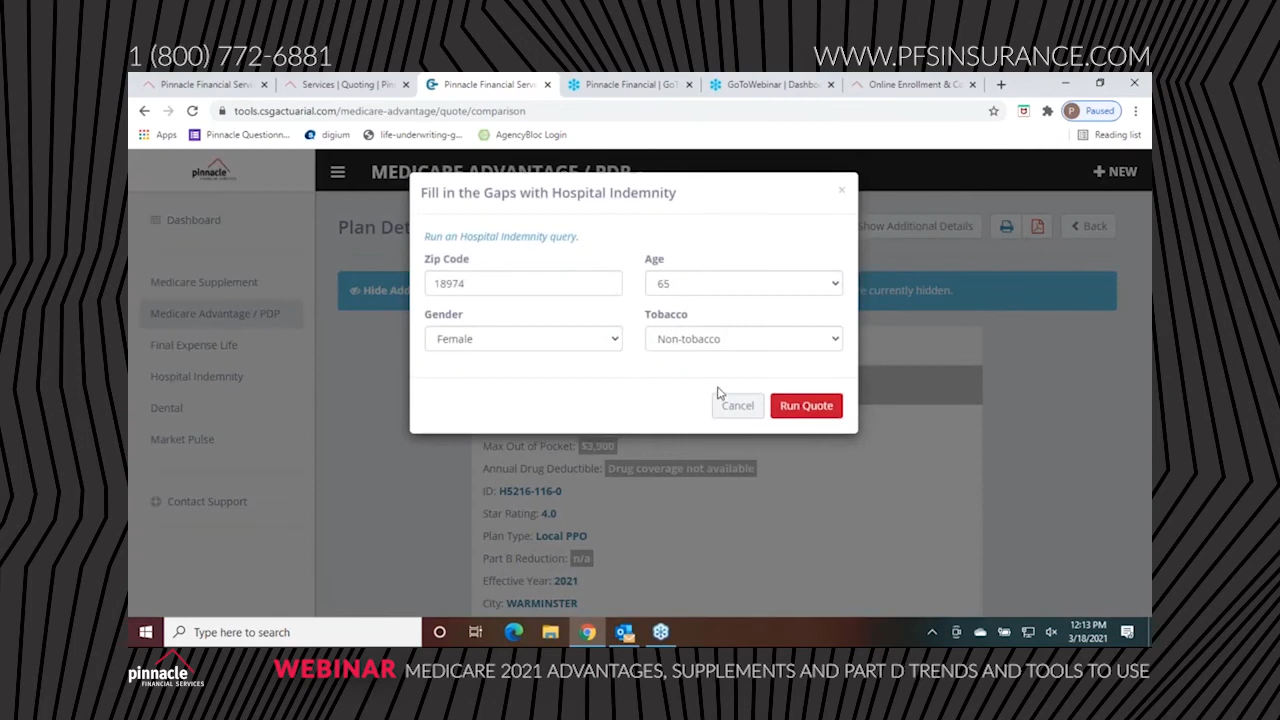 1 (800) 772-6881
WWW.PFSINSURANCE.COM
Pinnacle Financial Servi
Services | Quoting | Pin
Pinnacle Financial Serv
Pinnacle Financial | GoT
GoToWebinar | Dashbo
Online Enrollment & C
tools.csgactuarial.com/medicare-advantage/quote/comparison
P Paused
Apps
Pinnacle Questionn...
digium
life-underwriting-g...
AgencyBloc Login
Reading list
pinnacle
FINANCIAL SERVICES
MEDICARE ADVANTAGE / PDP
+ NEW
Dashboard
Medicare Supplement
Medicare Advantage / PDP
Final Expense Life
Hospital Indemnity
Dental
Market Pulse
Contact Support
Plan Det
Show Additional Details
Back
Hide Add
e currently hidden.
Fill in the Gaps with Hospital Indemnity
×
Run an Hospital Indemnity query.
Zip Code
Age
18974
65
Gender
Tobacco
Female
Non-tobacco
Cancel
Run Quote
Max Out of Pocket: $3,900
Annual Drug Deductible: Drug coverage not available
ID: H5216-116-0
Star Rating: 4.0
Plan Type: Local PPO
Part B Reduction: n/a
Effective Year: 2021
City: WARMINSTER
Type here to search
12:13 PM
3/18/2021
pinnacle
FINANCIAL SERVICES
WEBINAR MEDICARE 2021 ADVANTAGES, SUPPLEMENTS AND PART D TRENDS AND TOOLS TO USE